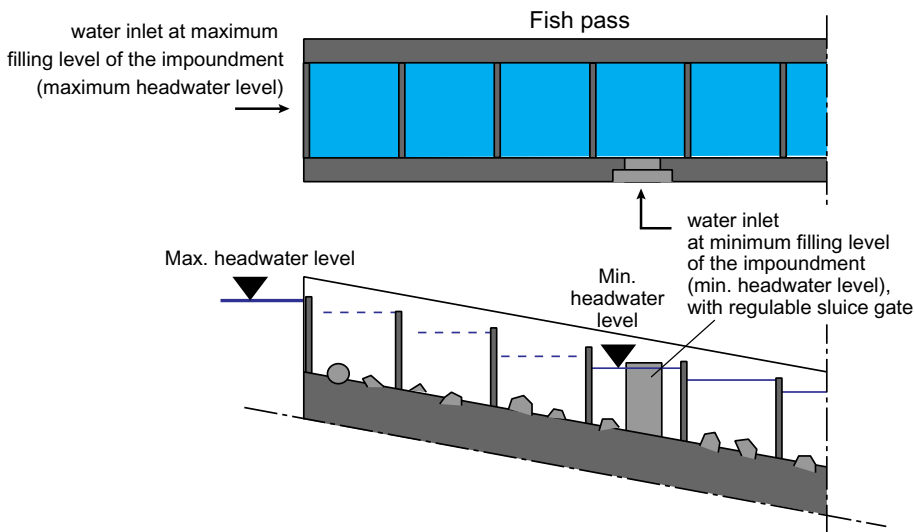 Fish pass
water inlet at maximum
filling level of the impoundment
(maximum headwater level)
water inlet
at minimum filling level
of the impoundment
(min. headwater level),
with regulable sluice gate
Max. headwater level
Min.
headwater
level